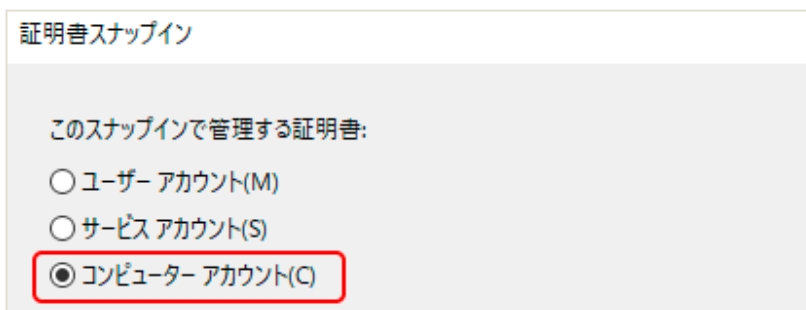 証明書スナップイン
このスナップインで管理する証明書:
ユーザー アカウント(M)
サービス アカウント(S)
コンピューター アカウント(C)